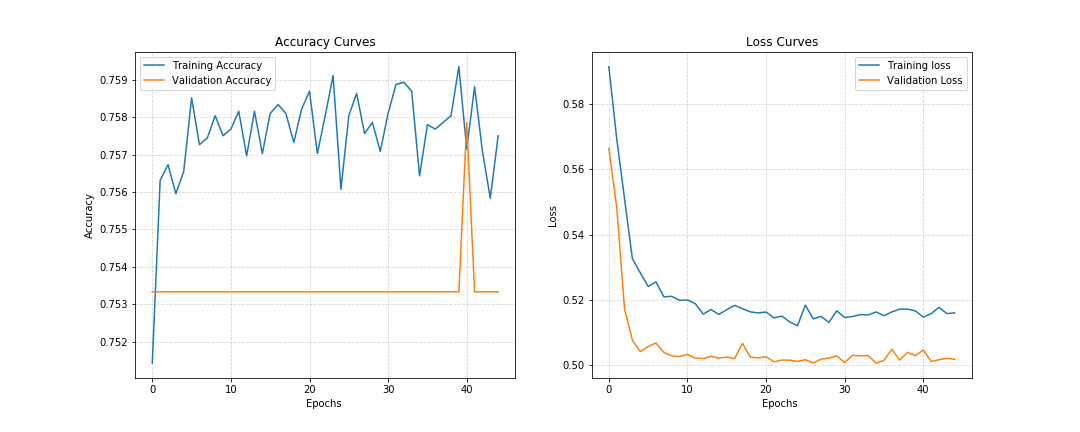 Accuracy Curves
Training Accuracy
Validation Accuracy
0.759
0.758
0.757
0.756
0.755
0.754
0.753
0.752
Accuracy
0 10 20 30 40
Epochs
Loss Curves
Training loss
Validation Loss
0.58
0.56
0.54
0.52
0.50
Loss
0 10 20 30 40
Epochs